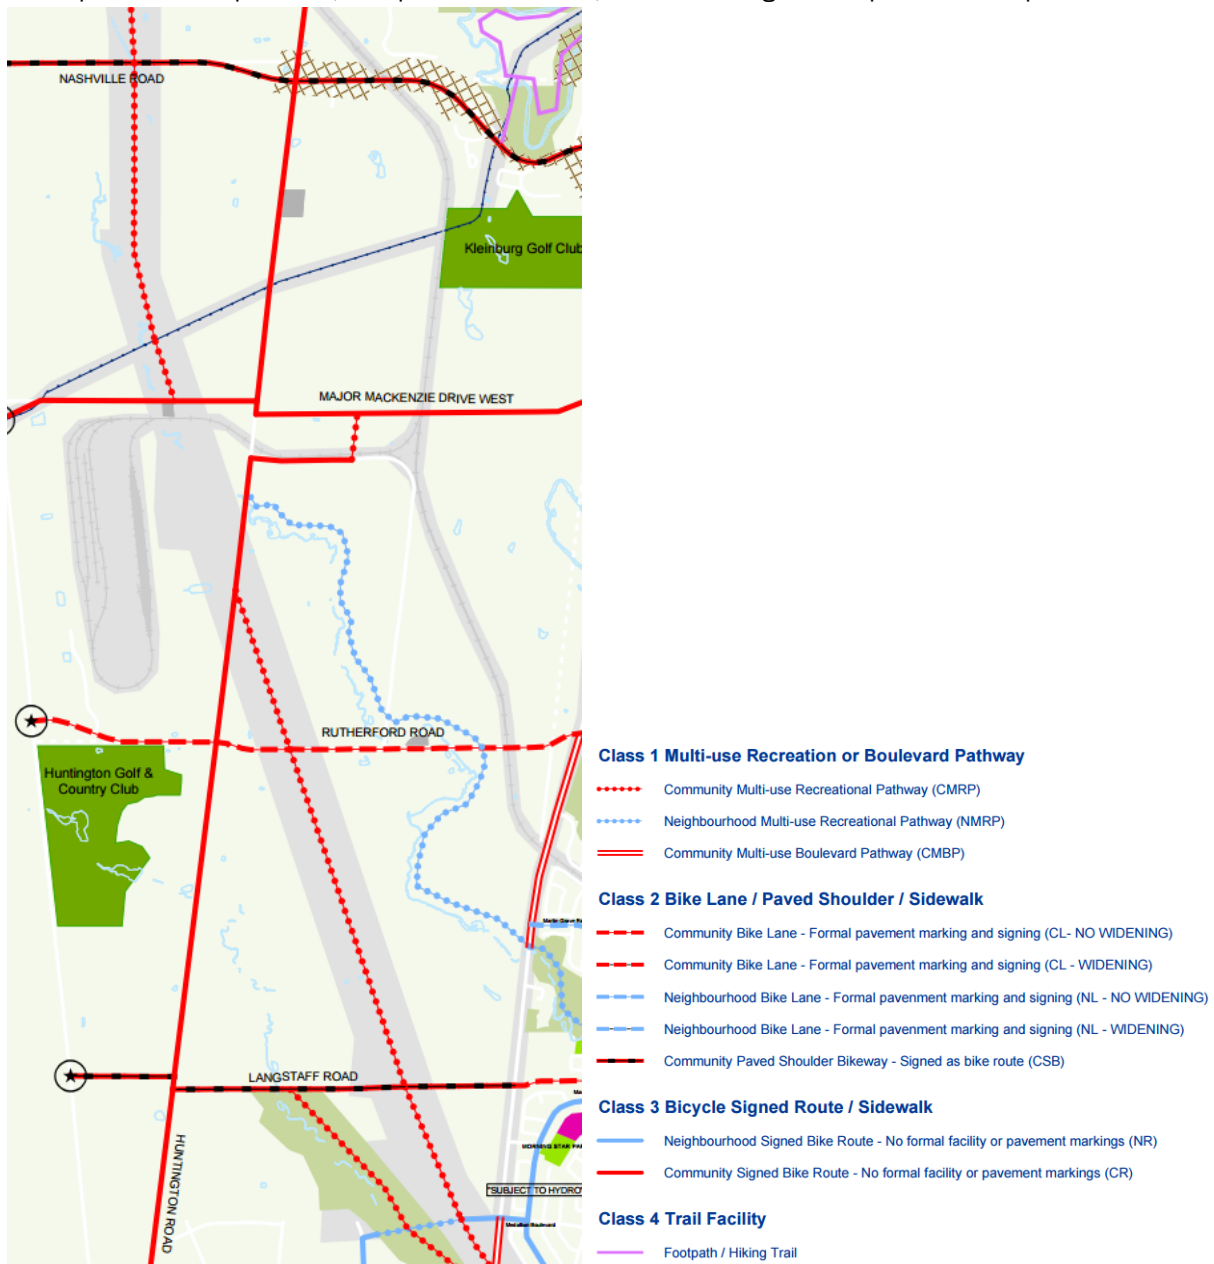 NASHVILLE ROAD
Kleinburg Golf Club
MAJOR MACKENZIE DRIVE WEST
RUTHERFORD ROAD
Huntington Golf &
Country Club
LANGSTAFF ROAD
HUNTINGTON ROAD
MORNING STAR PA
"SUBJECT TO HYDRO"
Medallion Boulevard
Class 1 Multi-use Recreation or Boulevard Pathway
Community Multi-use Recreational Pathway (CMRP)
Neighbourhood Multi-use Recreational Pathway (NMRP)
Community Multi-use Boulevard Pathway (CMBP)
Class 2 Bike Lane / Paved Shoulder / Sidewalk
Community Bike Lane - Formal pavement marking and signing (CL- NO WIDENING)
Community Bike Lane - Formal pavement marking and signing (CL - WIDENING)
Neighbourhood Bike Lane - Formal pavenment marking and signing (NL - NO WIDENING)
Neighbourhood Bike Lane - Formal pavenment marking and signing (NL - WIDENING)
Community Paved Shoulder Bikeway - Signed as bike route (CSB)
Class 3 Bicycle Signed Route / Sidewalk
Neighbourhood Signed Bike Route - No formal facility or pavement markings (NR)
Community Signed Bike Route - No formal facility or pavement markings (CR)
Class 4 Trail Facility
Footpath / Hiking Trail